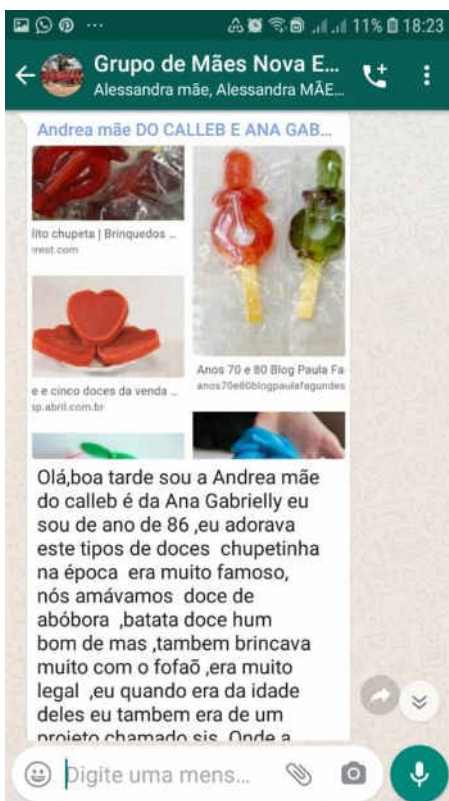 11% 18:23
Grupo de Mães Nova E...
Alessandra mãe, Alessandra MÃE...
Andrea mãe DO CALLEB E ANA GAB...
lito chupeta | Brinquedos ...
rest.com
Anos 70 e 80 Blog Paula Fa
anos70e80blogpaulafagundes
e e cinco doces da venda ...
sp.abril.com.br
Olá,boa tarde sou a Andrea mãe
do calleb é da Ana Gabrielly eu
sou de ano de 86 ,eu adorava
este tipos de doces chupetinha
na época era muito famoso,
nós amávamos doce de
abóbora ,batata doce hum
bom de mas ,tambem brincava
muito com o fofaõ ,era muito
legal ,eu quando era da idade
deles eu tambem era de um
projeto chamado sis Onde a
Digite uma mens...